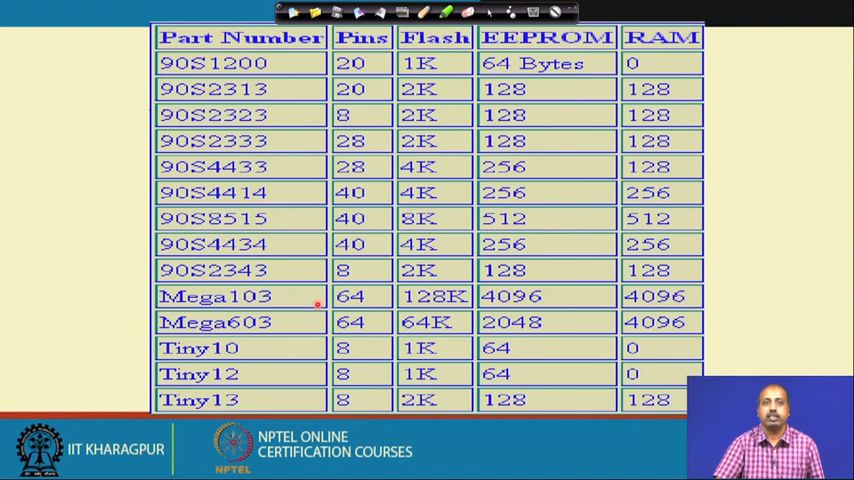 Part Number Pins Flash EEPROM RAM
90S1200 20 1K 64 Bytes 0
90S2313 20 2K 128 128
90S2323 8 2K 128 128
90S2333 28 2K 128 128
90S4433 28 4K 256 128
90S4414 40 4K 256 256
90S8515 40 8K 512 512
90S4434 40 4K 256 256
90S2343 8 2K 128 128
Mega103 64 128K 4096 4096
Mega603 64 64K 2048 4096
Tiny10 8 1K 64 0
Tiny12 8 1K 64 0
Tiny13 8 2K 128 128
IIT KHARAGPUR
NPTEL
NPTEL ONLINE
CERTIFICATION COURSES